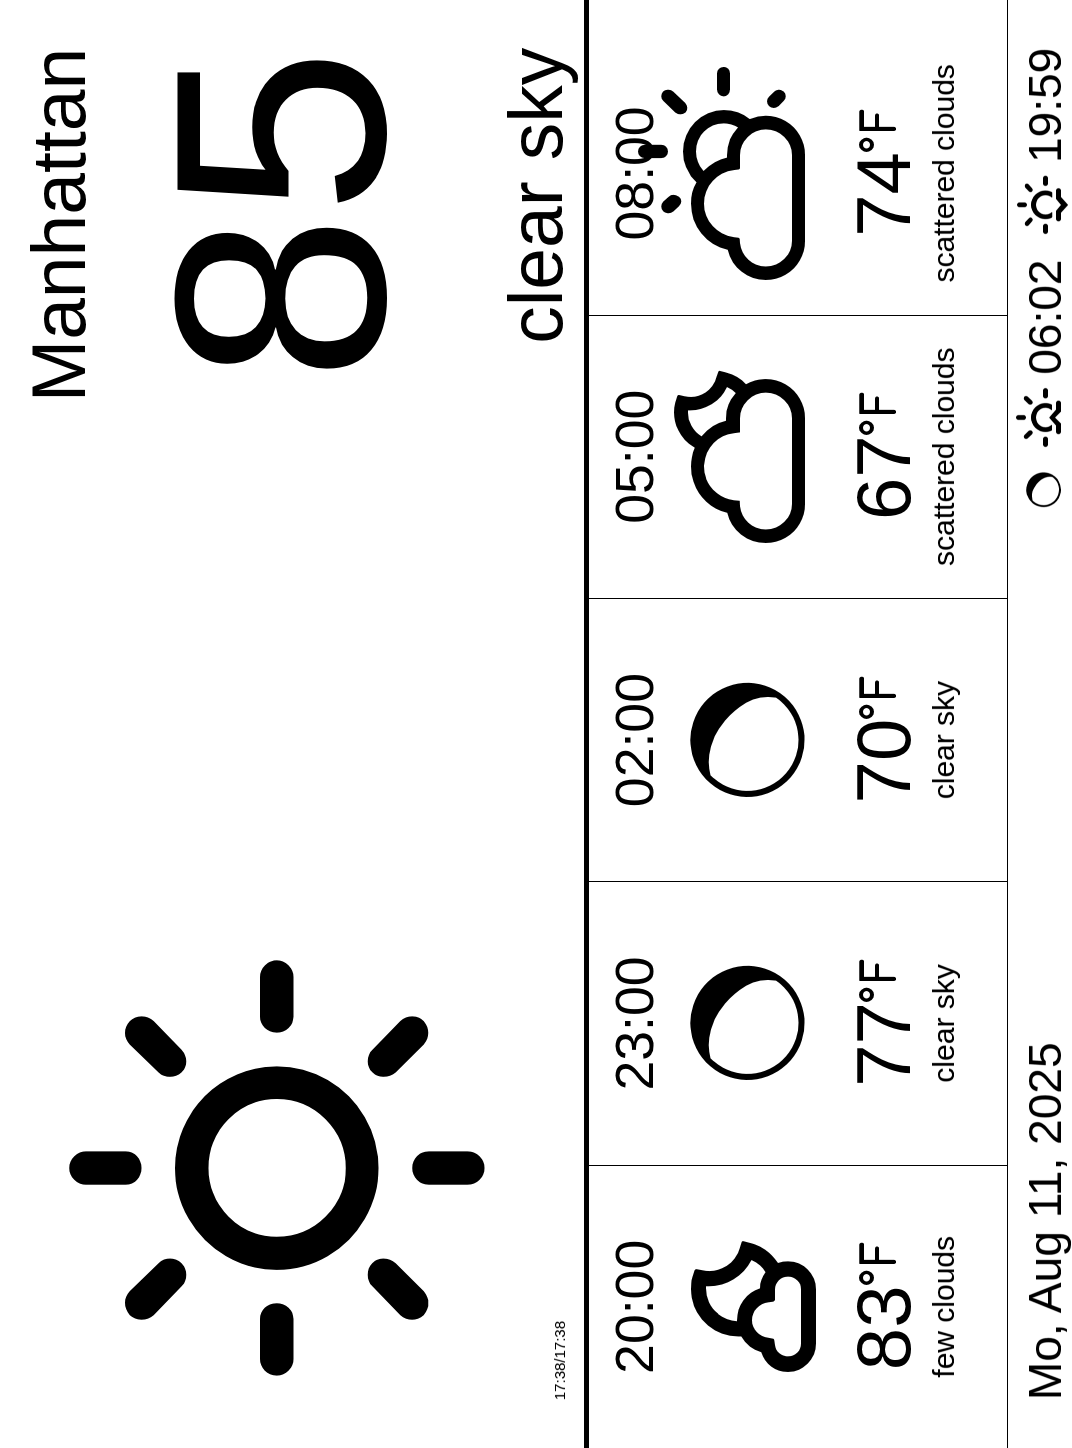 Manhattan
85
clear sky
17:38/17:38
20:00
83°F
few clouds
23:00
77°F
clear sky
02:00
70°F
clear sky
05:00
67°F
scattered clouds
08:00
74°F
scattered clouds
Mo, Aug 11, 2025
06:02
19:59